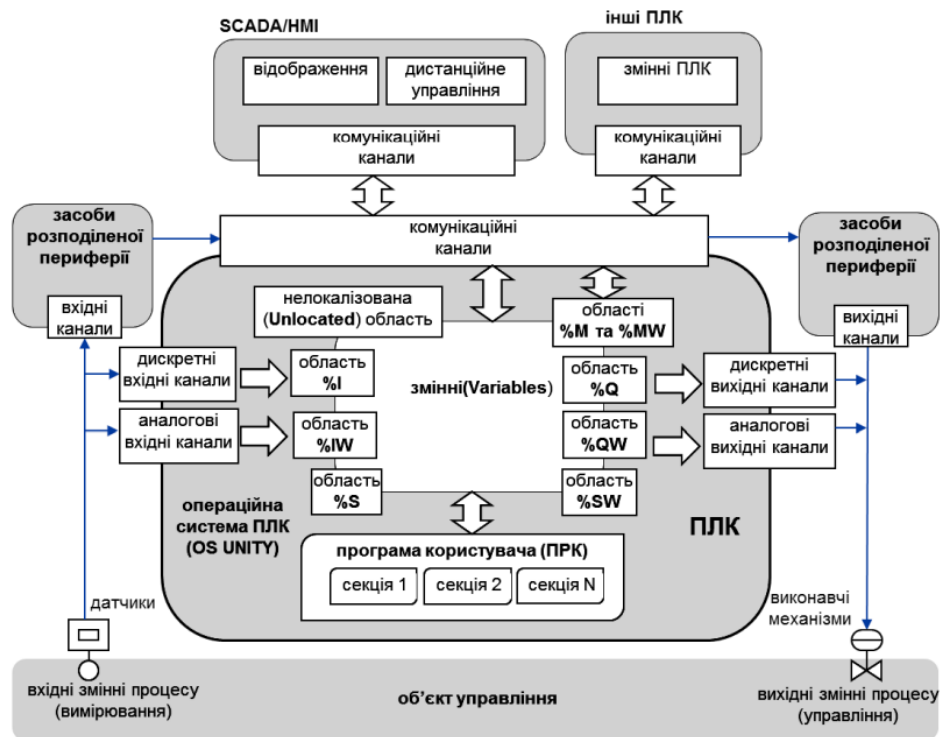 SCADA/HMI
відображення
дистанційне
управління
комунікаційні
канали
інші ПЛК
змінні ПЛК
комунікаційні
канали
засоби
розподіленої
периферії
вхідні
канали
комунікаційні
канали
засоби
розподіленої
периферії
вихідні
канали
нелокалізована
(Unlocated) область
області
%M та %MW
дискретні
вхідні канали
область
%I
змінні(Variables)
область
%Q
дискретні
вихідні канали
аналогові
вхідні канали
область
%IW
область
%QW
аналогові
вихідні канали
область
%S
область
%SW
операційна
система ПЛК
(OS UNITY)
ПЛК
програма користувача (ПРК)
секція 1
секція 2
секція N
датчики
виконавчі
механізми
вхідні змінні процесу
(вимірювання)
об’єкт управління
вихідні змінні процесу
(управління)